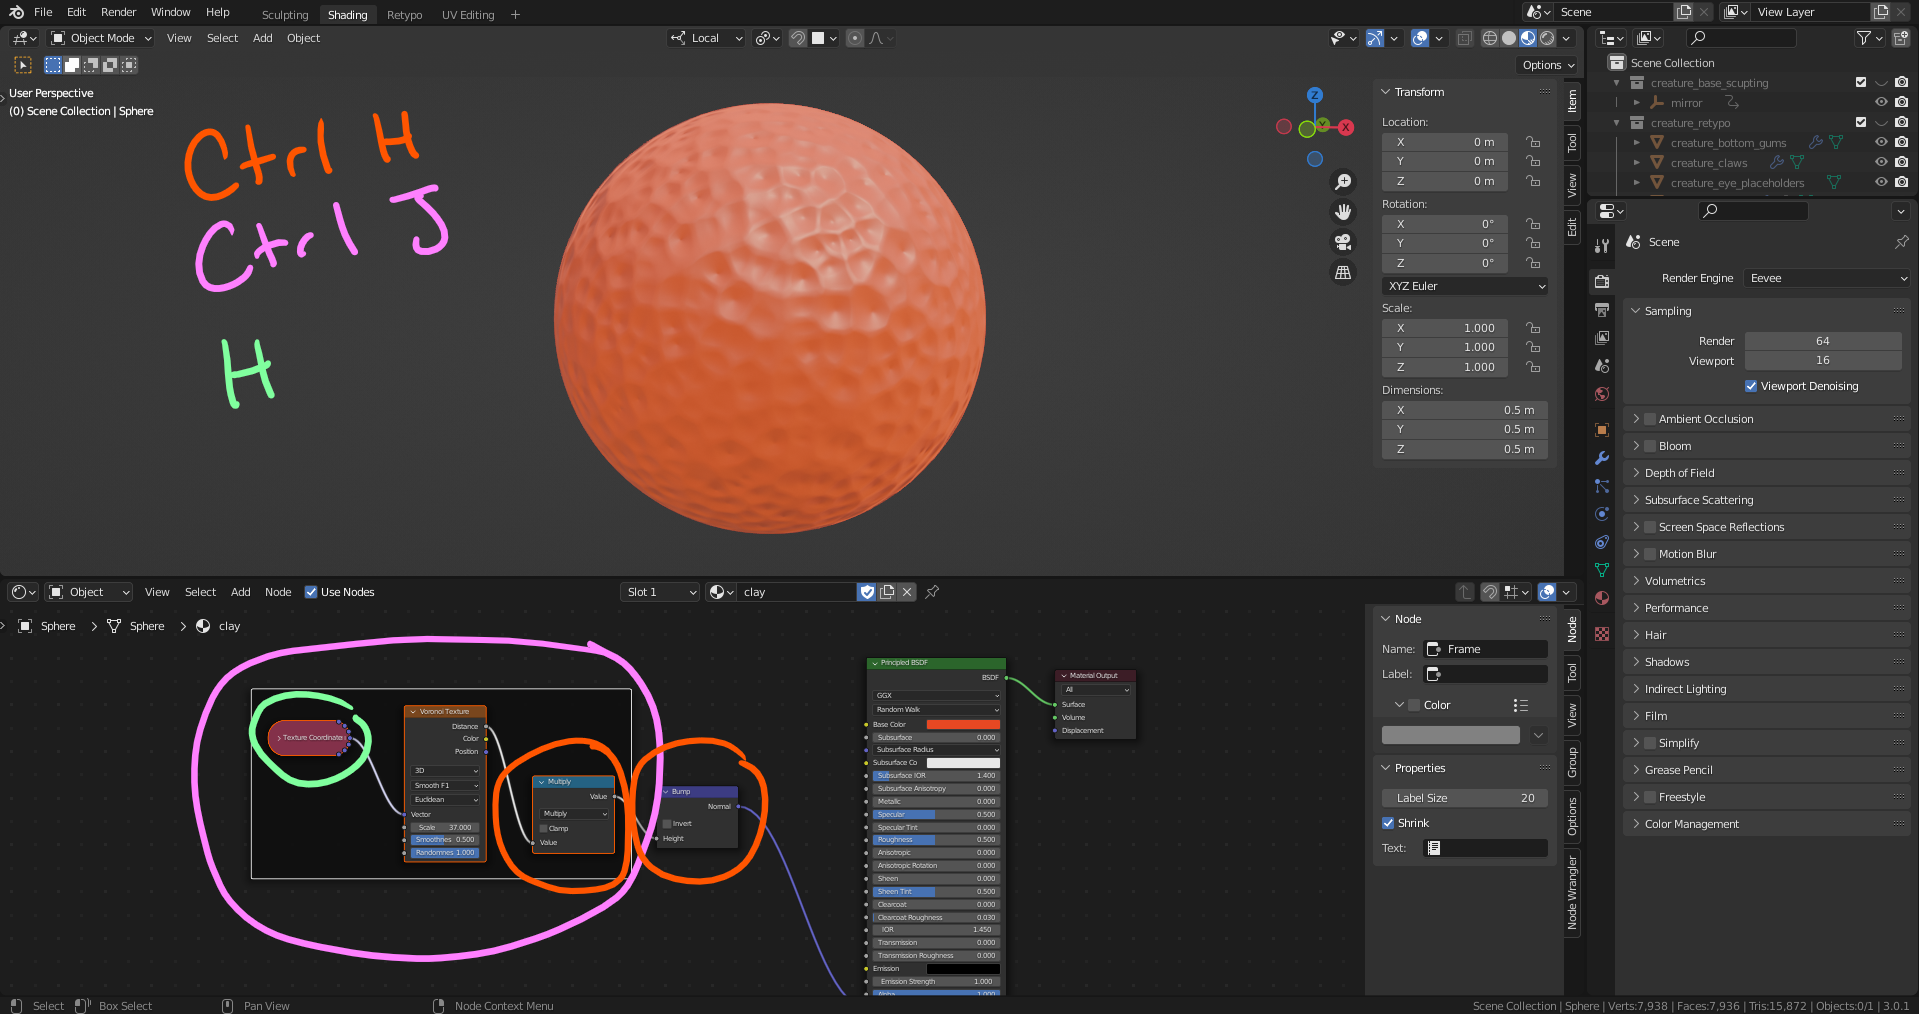 File Edit Render Window Help Sculpting Shading Retypo UV Editing + Scene View Layer
Object Mode View Select Add Object Local
Options
User Perspective
(0) Scene Collection | Sphere
Ctrl H
Ctrl J
H
Z
Y
X
Transform
Location:
X 0 m
Y 0 m
Z 0 m
Rotation:
X 0°
Y 0°
Z 0°
XYZ Euler
Scale:
X 1.000
Y 1.000
Z 1.000
Dimensions:
X 0.5 m
Y 0.5 m
Z 0.5 m
Item
Tool
View
Edit
Scene Collection
creature_base_scupting
mirror
creature_retypo
creature_bottom_gums
creature_claws
creature_eye_placeholders
Scene
Render Engine Eevee
Sampling
Render 64
Viewport 16
Viewport Denoising
Ambient Occlusion
Bloom
Depth of Field
Subsurface Scattering
Screen Space Reflections
Motion Blur
Volumetrics
Performance
Hair
Shadows
Indirect Lighting
Film
Simplify
Grease Pencil
Freestyle
Color Management
Object View Select Add Node Use Nodes Slot 1 clay
Sphere > Sphere > clay
Texture Coordinate
Voronoi Texture
Distance
Color
Position
3D
Smooth F1
Euclidean
Vector
Scale 37.000
Smoothnes 0.500
Randomnes 1.000
Multiply
Value
Multiply
Clamp
Value
Bump
Normal
Invert
Height
Principled BSDF
BSDF
GGX
Random Walk
Base Color
Subsurface 0.000
Subsurface Radius
Subsurface Co
Subsurface IOR 1.400
Subsurface Anisotropy 0.000
Metallic 0.000
Specular 0.500
Specular Tint 0.000
Roughness 0.500
Anisotropic 0.000
Anisotropic Rotation 0.000
Sheen 0.000
Sheen Tint 0.500
Clearcoat 0.000
Clearcoat Roughness 0.030
IOR 1.450
Transmission 0.000
Transmission Roughness 0.000
Emission
Emission Strength 1.000
Alpha 1.000
Material Output
All
Surface
Volume
Displacement
Node
Name: Frame
Label:
Color
Properties
Label Size 20
Shrink
Text:
Node
Tool
View
Group
Options
Node Wrangler
Select Box Select Pan View Node Context Menu Scene Collection | Sphere | Verts:7,938 | Faces:7,936 | Tris:15,872 | Objects:0/1 | 3.0.1